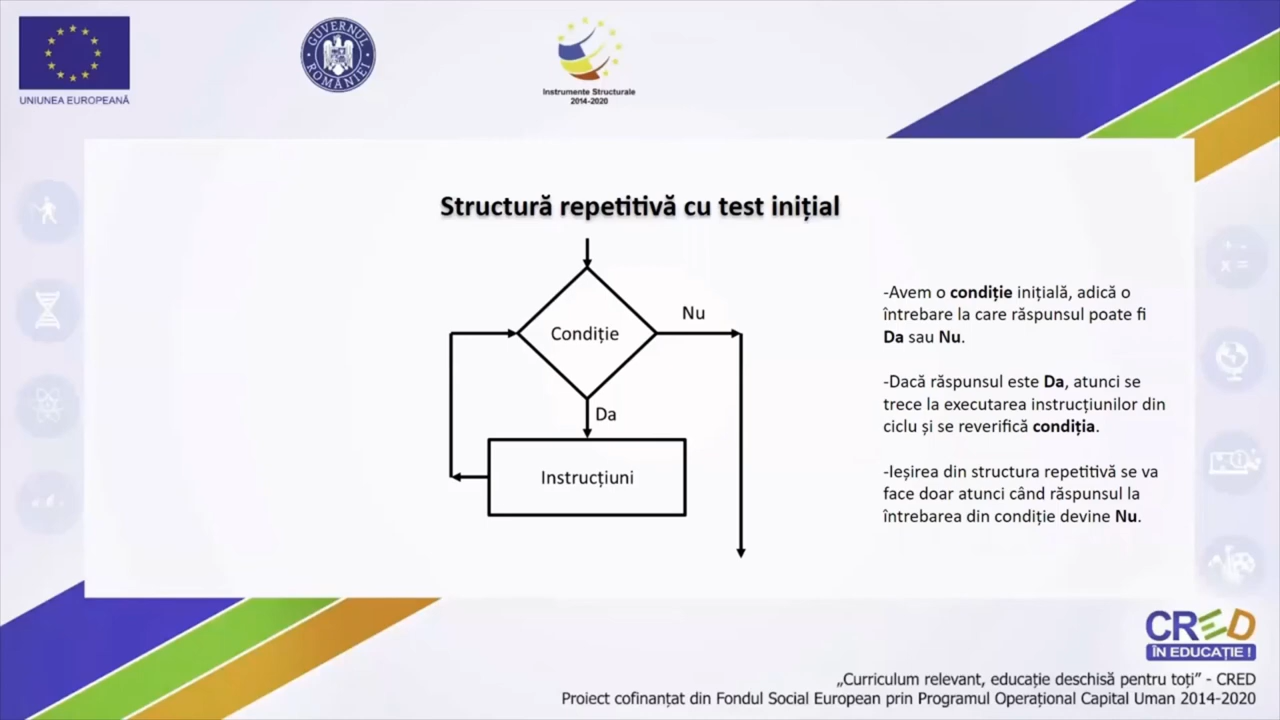 UNIUNEA EUROPEANĂ
GUVERNUL ROMÂNIEI
Instrumente Structurale
2014-2020
Structură repetitivă cu test inițial
Condiție
Nu
Da
Instrucțiuni
-Avem o condiție inițială, adică o
întrebare la care răspunsul poate fi
Da sau Nu.
-Dacă răspunsul este Da, atunci se
trece la executarea instrucțiunilor din
ciclu și se reverifică condiția.
-Ieșirea din structura repetitivă se va
face doar atunci când răspunsul la
întrebarea din condiție devine Nu.
CRED
ÎN EDUCAȚIE !
„Curriculum relevant, educație deschisă pentru toți” - CRED
Proiect cofinanțat din Fondul Social European prin Programul Operațional Capital Uman 2014-2020